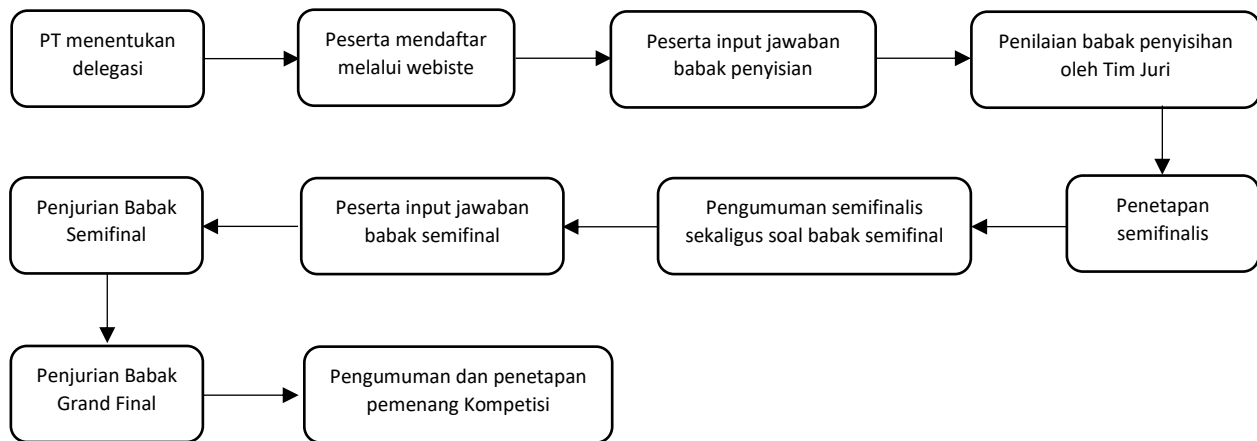 PT menentukan
delegasi
Peserta mendaftar
melalui webiste
Peserta input jawaban
babak penyisian
Penilaian babak penyisihan
oleh Tim Juri
Penetapan
semifinalis
Pengumuman semifinalis
sekaligus soal babak semifinal
Peserta input jawaban
babak semifinal
Penjurian Babak
Semifinal
Penjurian Babak
Grand Final
Pengumuman dan penetapan
pemenang Kompetisi